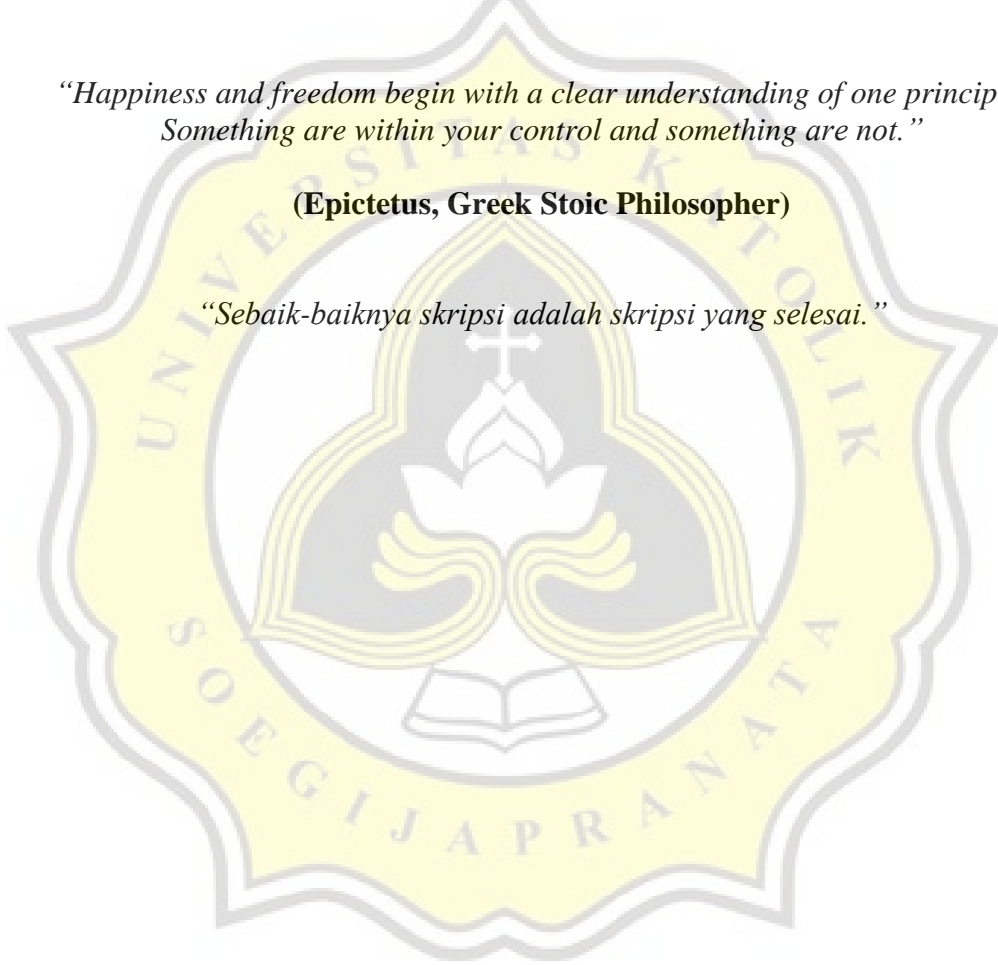 “Happiness and freedom begin with a clear understanding of one princip
Something are within your control and something are not.”
(Epictetus, Greek Stoic Philosopher)
“Sebaik-baiknya skripsi adalah skripsi yang selesai.”
UNIVERSITAS KATOLIK
SOEGIJAPRANATA